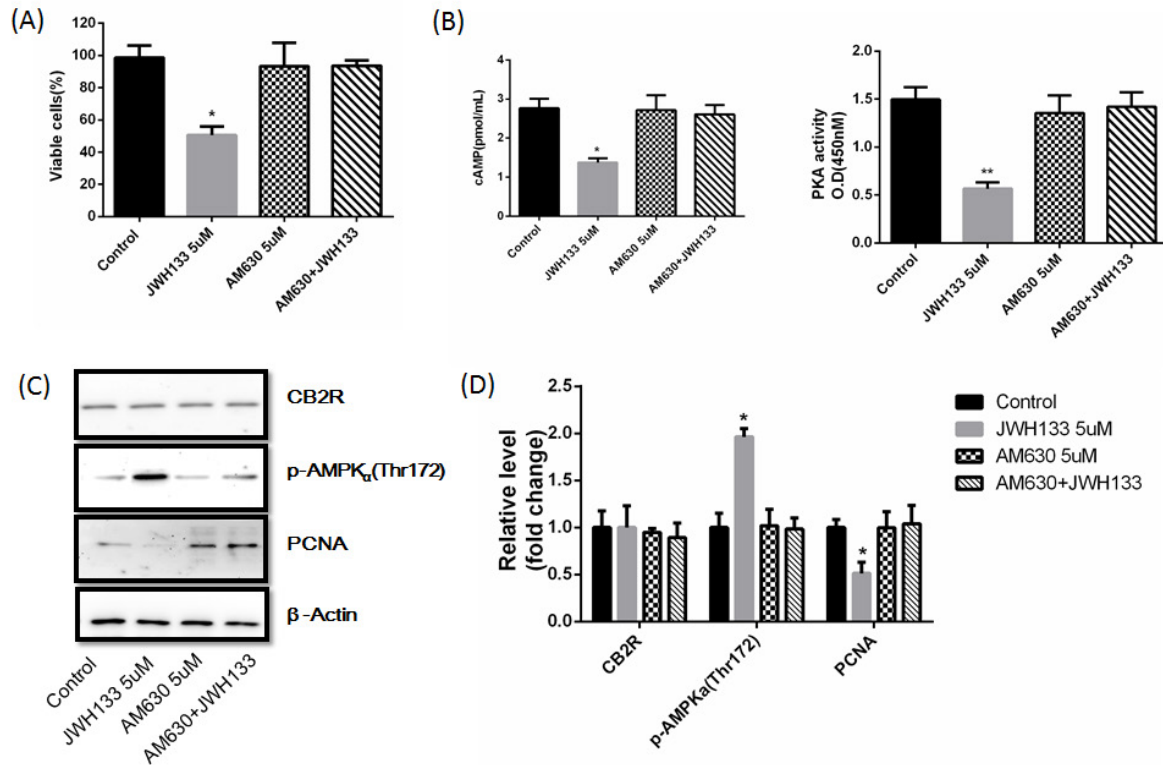 (A)
Viable cells(%)
120
100
80
60
40
20
0
*
Control
JWH133 5uM
AM630 5uM
AM630+JWH133
(B)
cAMP(pmol/mL)
4
3
2
1
0
*
Control
JWH133 5uM
AM630 5uM
AM630+JWH133
PKA activity
O.D(450nM)
2.0
1.5
1.0
0.5
0.0
**
Control
JWH133 5uM
AM630 5uM
AM630+JWH133
(C)
CB2R
p-AMPKα(Thr172)
PCNA
β-Actin
Control
JWH133 5uM
AM630 5uM
AM630+JWH133
(D)
Relative level
(fold change)
2.5
2.0
1.5
1.0
0.5
0.0
*
*
CB2R
p-AMPKa(Thr172)
PCNA
Control
JWH133 5uM
AM630 5uM
AM630+JWH133